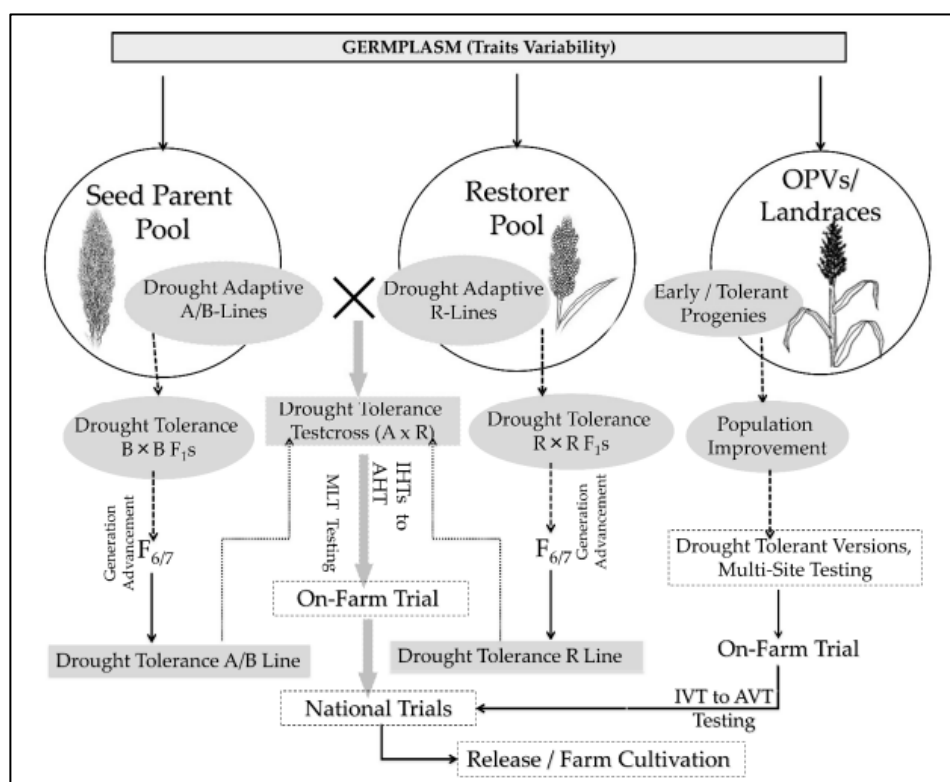 GERMPLASM (Traits Variability)
Seed Parent
Pool
Restorer
Pool
OPVs/
Landraces
Drought Adaptive
A/B-Lines
Drought Adaptive
R-Lines
Early / Tolerant
Progenies
Drought Tolerance
B × B F₁s
Drought Tolerance
Testcross (A x R)
Drought Tolerance
R × R F₁s
Population
Improvement
Generation
Advancement
F₆/₇
MLT Testing
IHTs to
AHT
F₆/₇
Generation
Advancement
Drought Tolerant Versions,
Multi-Site Testing
On-Farm Trial
On-Farm Trial
Drought Tolerance A/B Line
Drought Tolerance R Line
National Trials
IVT to AVT
Testing
Release / Farm Cultivation